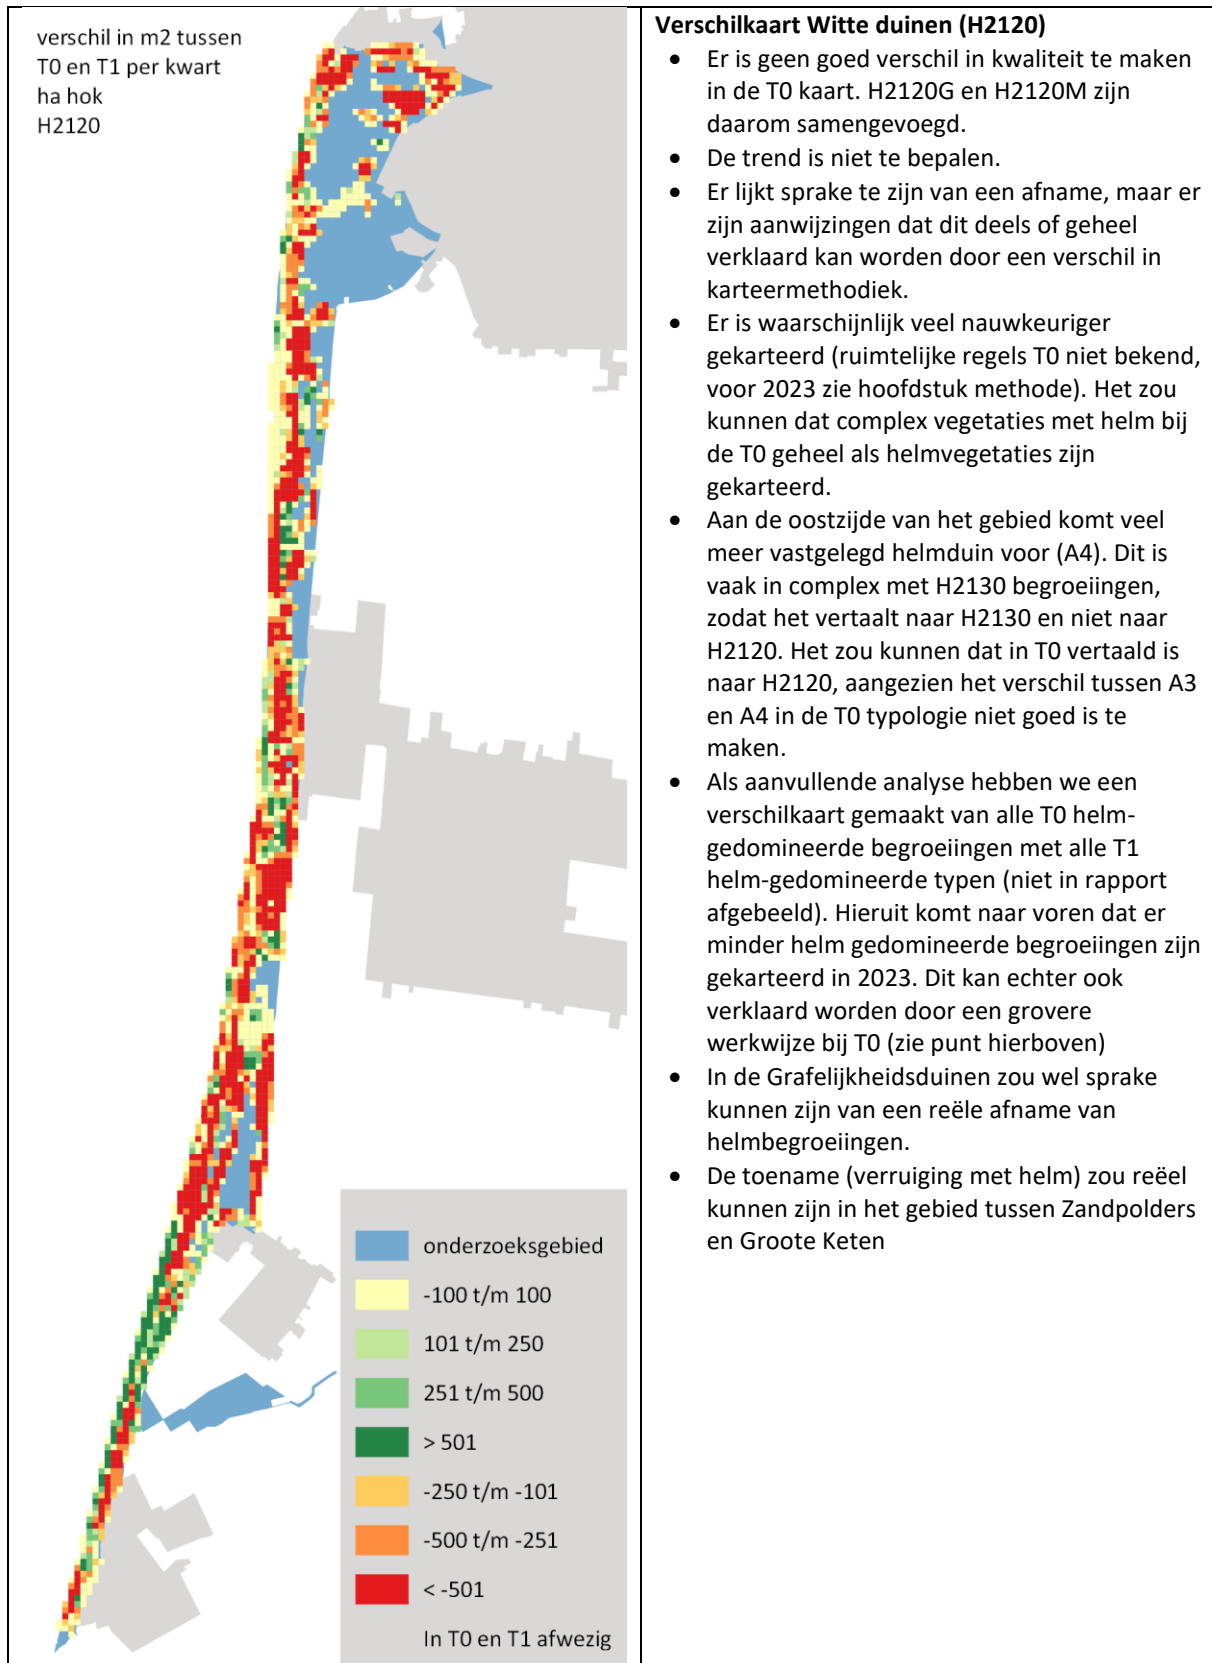 verschil in m2 tussen
T0 en T1 per kwart
ha hok
H2120
onderzoeksgebied
-100 t/m 100
101 t/m 250
251 t/m 500
> 501
-250 t/m -101
-500 t/m -251
< -501
In T0 en T1 afwezig
Verschilkaart Witte duinen (H2120)
• Er is geen goed verschil in kwaliteit te maken
in de T0 kaart. H2120G en H2120M zijn
daarom samengevoegd.
• De trend is niet te bepalen.
• Er lijkt sprake te zijn van een afname, maar er
zijn aanwijzingen dat dit deels of geheel
verklaard kan worden door een verschil in
karteermethodiek.
• Er is waarschijnlijk veel nauwkeuriger
gekarteerd (ruimtelijke regels T0 niet bekend,
voor 2023 zie hoofdstuk methode). Het zou
kunnen dat complex vegetaties met helm bij
de T0 geheel als helmvegetaties zijn
gekarteerd.
• Aan de oostzijde van het gebied komt veel
meer vastgelegd helmduin voor (A4). Dit is
vaak in complex met H2130 begroeiingen,
zodat het vertaalt naar H2130 en niet naar
H2120. Het zou kunnen dat in T0 vertaald is
naar H2120, aangezien het verschil tussen A3
en A4 in de T0 typologie niet goed is te
maken.
• Als aanvullende analyse hebben we een
verschilkaart gemaakt van alle T0 helm-
gedomineerde begroeiingen met alle T1
helm-gedomineerde typen (niet in rapport
afgebeeld). Hieruit komt naar voren dat er
minder helm gedomineerde begroeiingen zijn
gekarteerd in 2023. Dit kan echter ook
verklaard worden door een grovere
werkwijze bij T0 (zie punt hierboven)
• In de Grafelijkheidsduinen zou wel sprake
kunnen zijn van een reële afname van
helmbegroeiingen.
• De toename (verruiging met helm) zou reëel
kunnen zijn in het gebied tussen Zandpolders
en Groote Keten